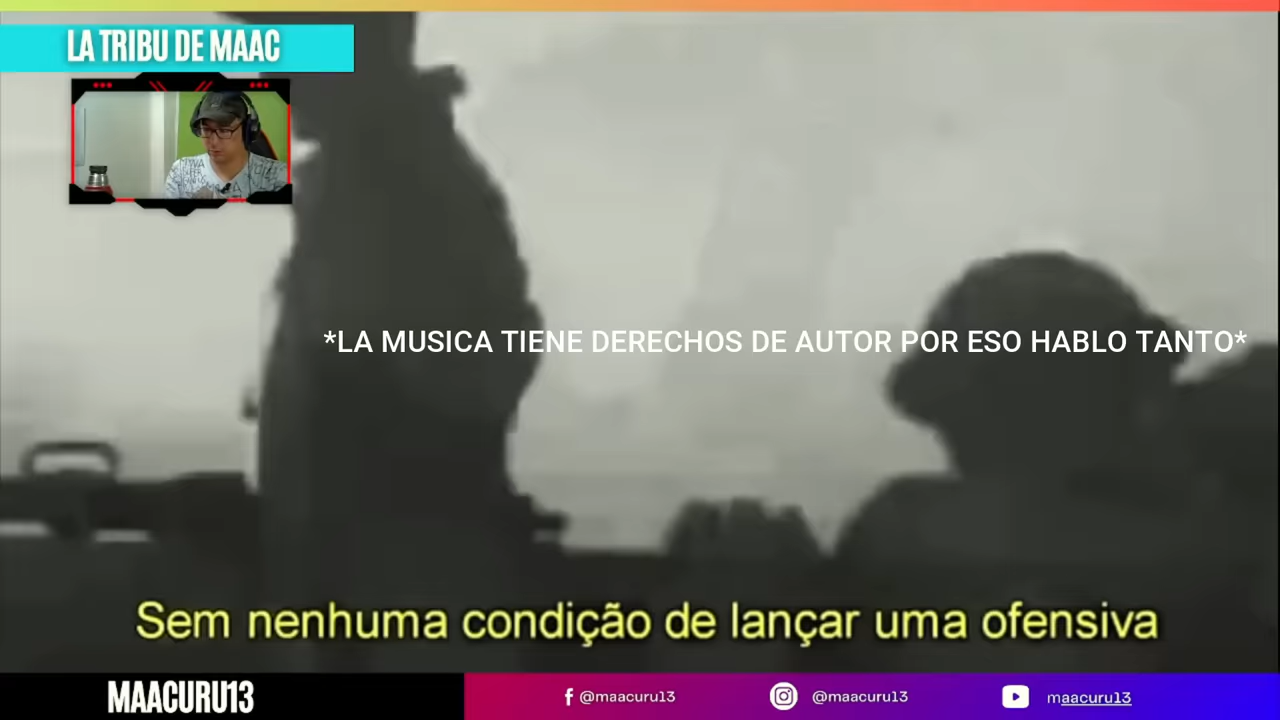 LA TRIBU DE MAAC
*LA MUSICA TIENE DERECHOS DE AUTOR POR ESO HABLO TANTO*
Sem nenhuma condição de lançar uma ofensiva
MAACURU13
@maacuru13
@maacuru13
maacuru13